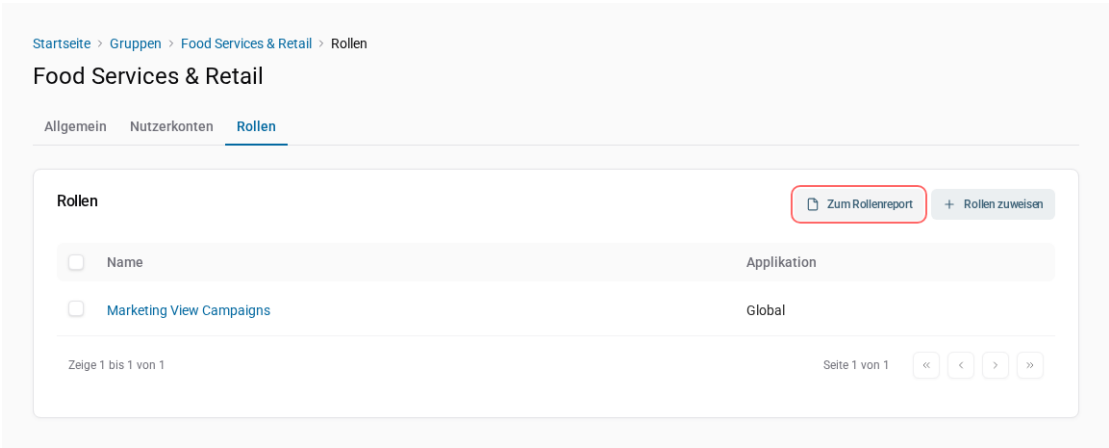 Startseite > Gruppen > Food Services & Retail > Rollen
Food Services & Retail
Allgemein Nutzerkonten Rollen
Rollen Zum Rollenreport + Rollen zuweisen
Name Applikation
Marketing View Campaigns Global
Zeige 1 bis 1 von 1 Seite 1 von 1 « ‹ › »